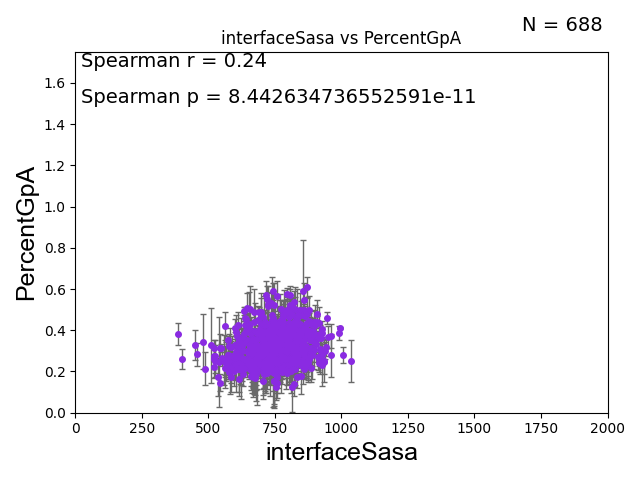 N = 688
interfaceSasa vs PercentGpA
Spearman r = 0.24
Spearman p = 8.442634736552591e-11
PercentGpA
1.6
1.4
1.2
1.0
0.8
0.6
0.4
0.2
0.0
0 250 500 750 1000 1250 1500 1750 2000
interfaceSasa